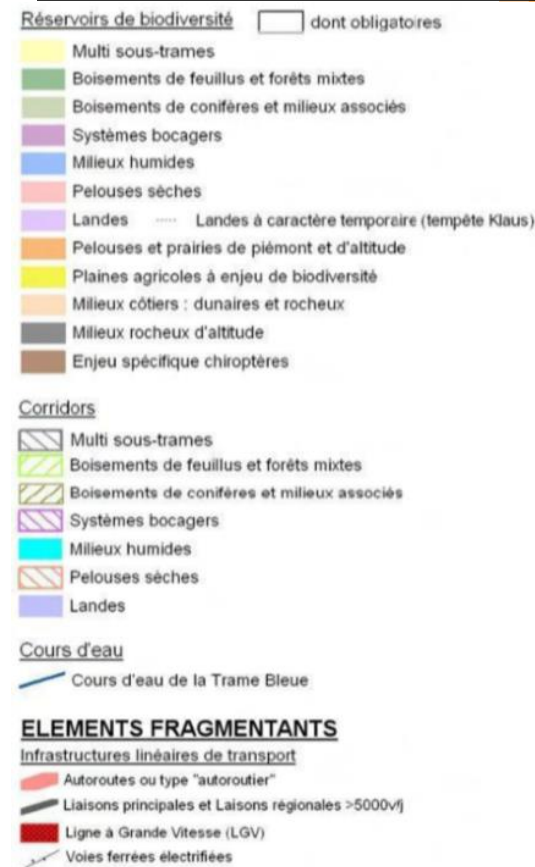 Réservoirs de biodiversité dont obligatoires
Multi sous-trames
Boisements de feuillus et forêts mixtes
Boisements de conifères et milieux associés
Systèmes bocagers
Milieux humides
Pelouses sèches
Landes Landes à caractère temporaire (tempête Klaus)
Pelouses et prairies de piémont et d'altitude
Plaines agricoles à enjeu de biodiversité
Milieux côtiers : dunaires et rocheux
Milieux rocheux d'altitude
Enjeu spécifique chiroptères
Corridors
Multi sous-trames
Boisements de feuillus et forêts mixtes
Boisements de conifères et milieux associés
Systèmes bocagers
Milieux humides
Pelouses sèches
Landes
Cours d'eau
Cours d'eau de la Trame Bleue
ELEMENTS FRAGMENTANTS
Infrastructures linéaires de transport
Autoroutes ou type "autoroutier"
Liaisons principales et Laisons régionales >5000v/j
Ligne à Grande Vitesse (LGV)
Voies ferrées électrifiées